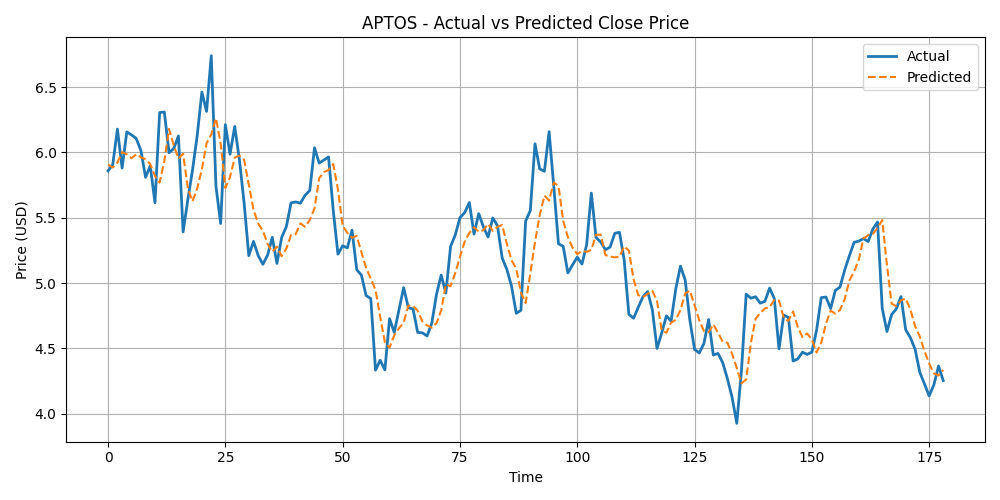 APTOS - Actual vs Predicted Close Price
Actual
Predicted
Price (USD)
6.5
6.0
5.5
5.0
4.5
4.0
0 25 50 75 100 125 150 175
Time